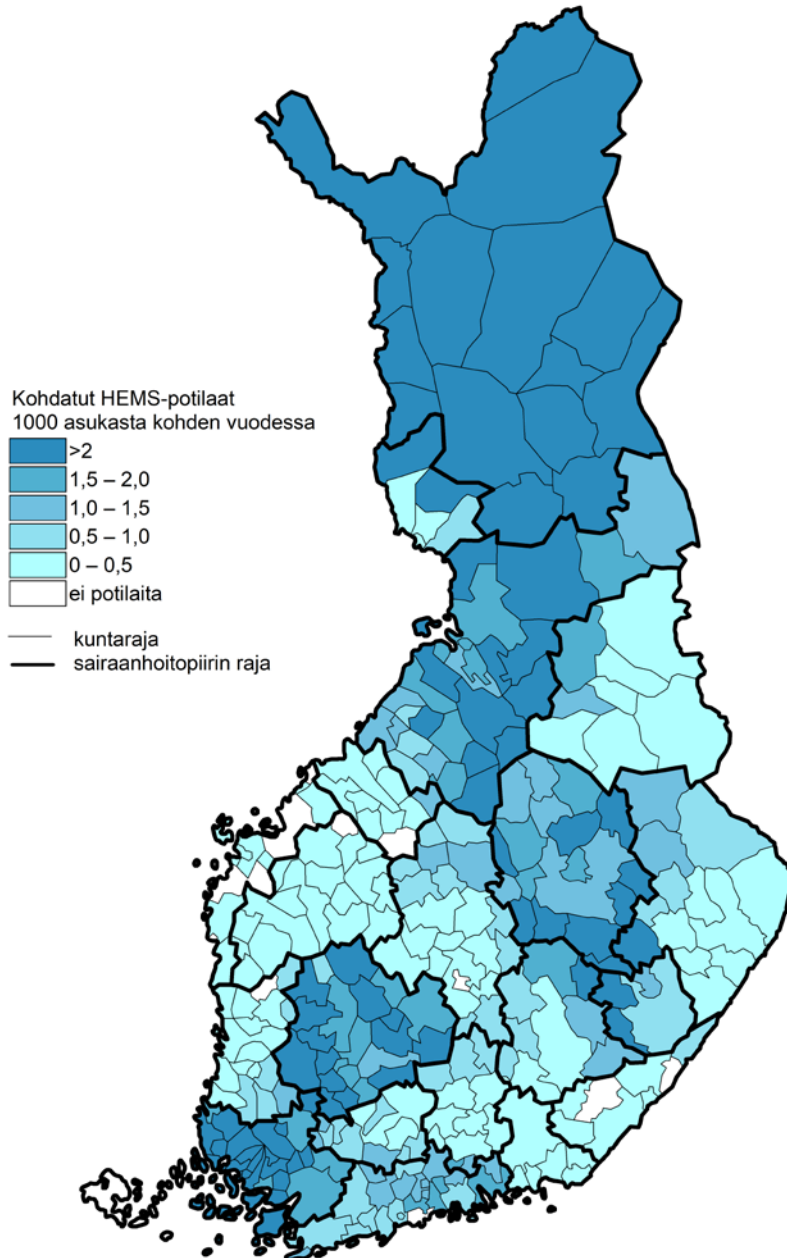 Kohdatut HEMS-potilaat
1000 asukasta kohden vuodessa
>2
1,5 – 2,0
1,0 – 1,5
0,5 – 1,0
0 – 0,5
ei potilaita
kuntaraja
sairaanhoitopiirin raja